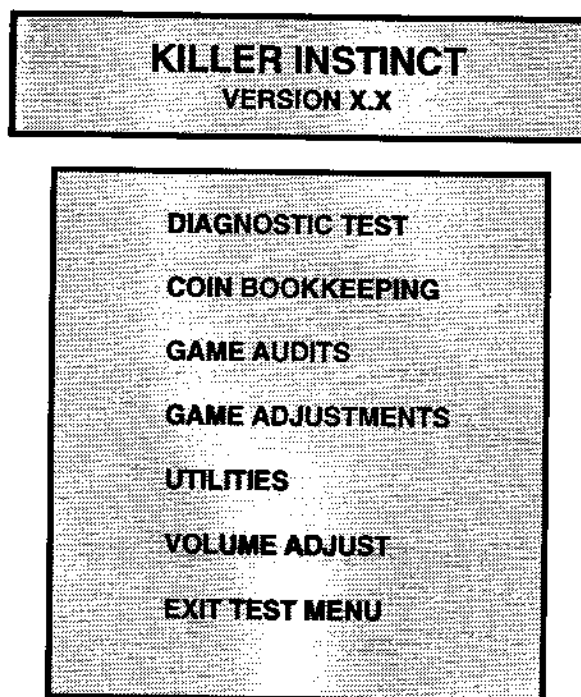 KILLER INSTINCT
VERSION X.X
DIAGNOSTIC TEST
COIN BOOKKEEPING
GAME AUDITS
GAME ADJUSTMENTS
UTILITIES
VOLUME ADJUST
EXIT TEST MENU